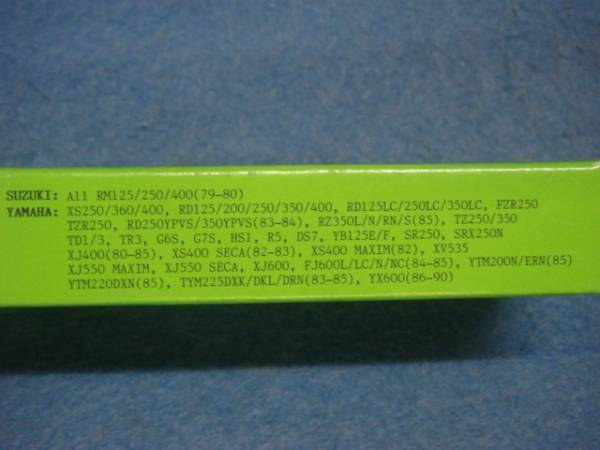 SUZUKI: All RM125/250/400(79-80)
YAMAHA: XS250/360/400, RD125/200/250/350/400, RD125LC/250LC/350LC, FZR250
TZR250, RD250YPVS/350YPVS(83-84), RZ350L/N/RN/S(85), TZ250/350
TD1/3, TR3, G6S, G7S, HS1, R5, DS7, YB125E/F, SR250, SRX250N
XJ400(80-85), XS400 SECA(82-83), XS400 MAXIM(82), XV535
XJ550 MAXIM, XJ550 SECA, XJ600, FJ600L/LC/N/NC(84-85), YTM200N/ERN(85)
YTM220DXN(85), TYM225DXK/DKL/DRN(83-85), YX600(86-90)